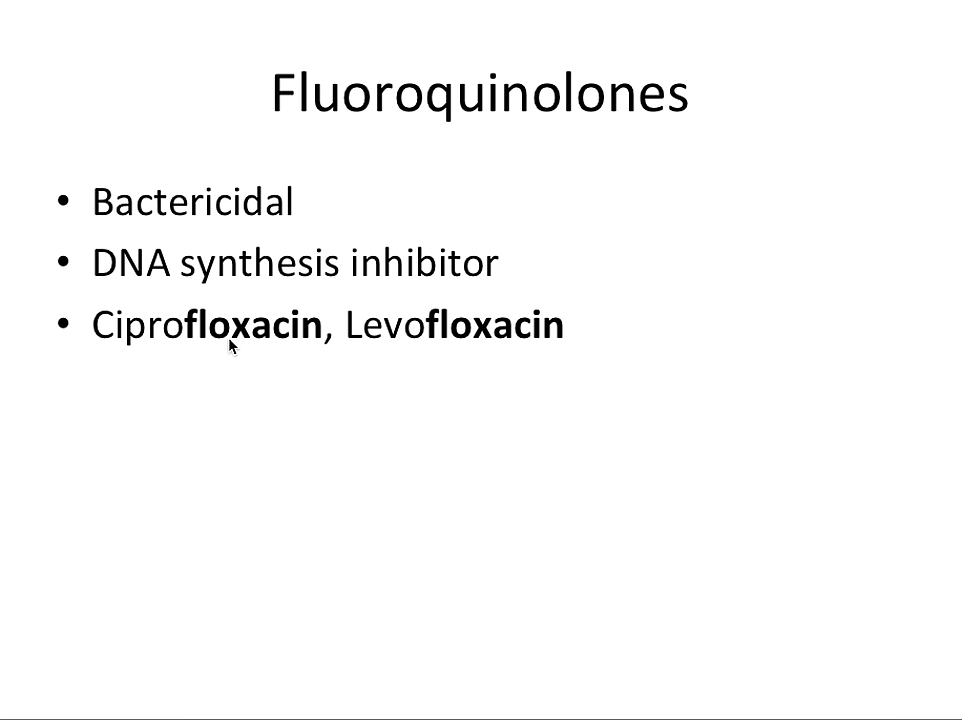 Fluoroquinolones
• Bactericidal
• DNA synthesis inhibitor
• Ciprofloxacin, Levofloxacin